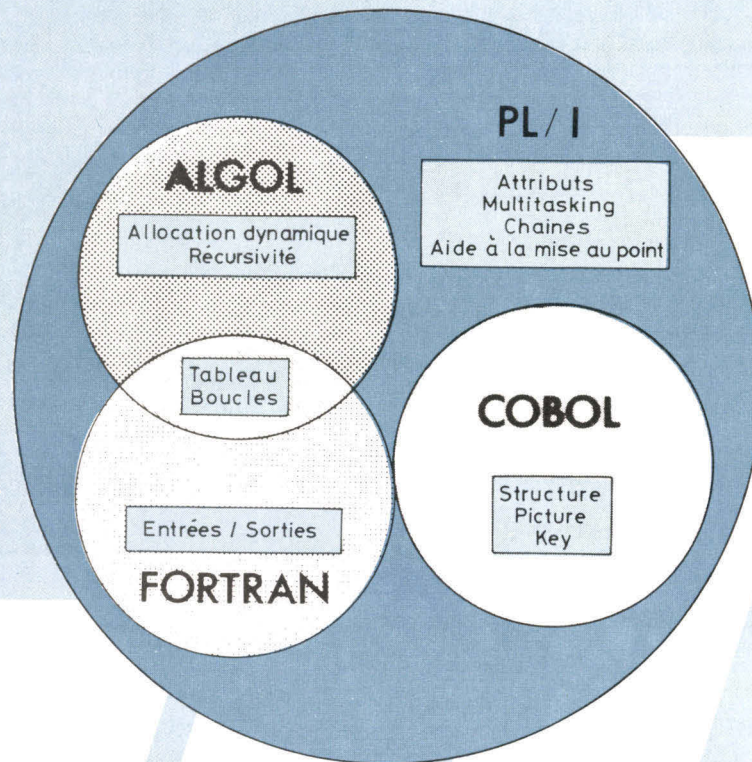 PL/I
Attributs
Multitasking
Chaines
Aide à la mise au point
ALGOL
Allocation dynamique
Récursivité
Tableau
Boucles
Entrées / Sorties
FORTRAN
COBOL
Structure
Picture
Key